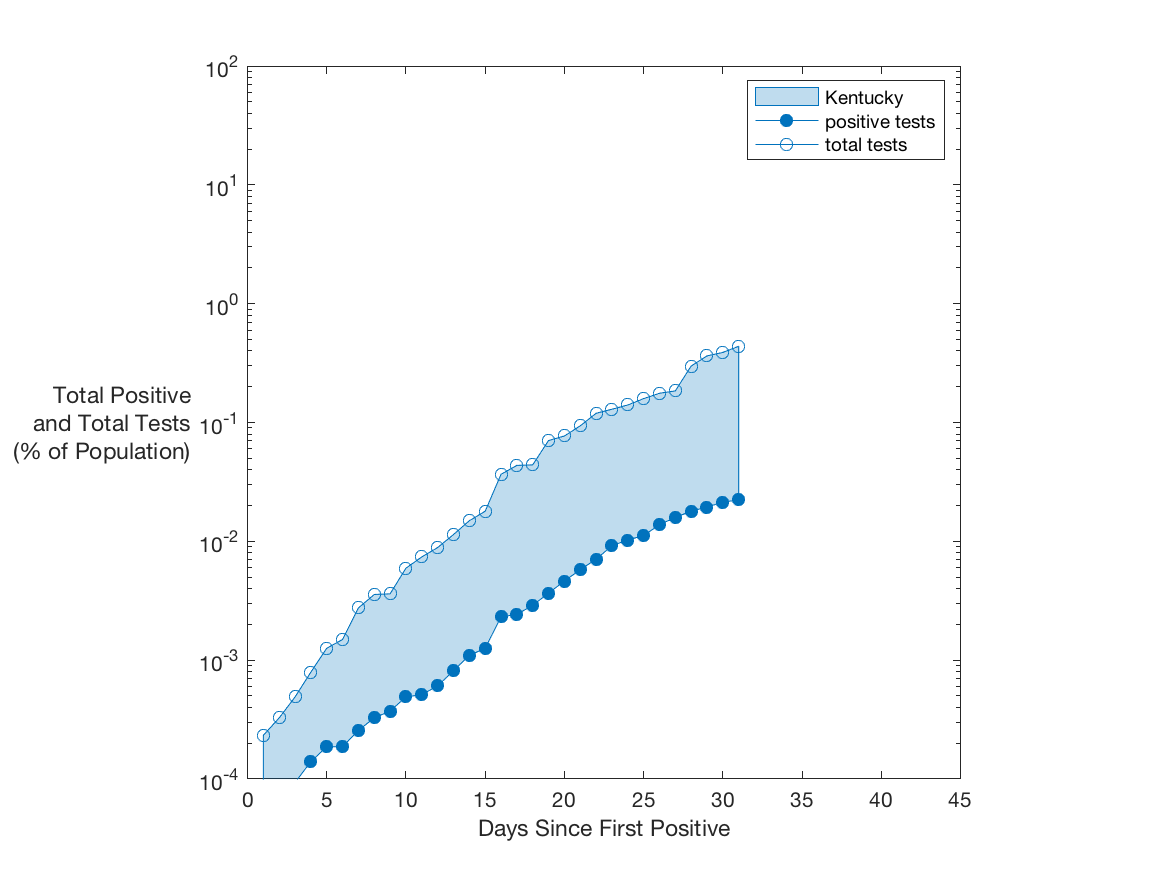 10^2
10^1
10^0
10^-1
10^-2
10^-3
10^-4
Total Positive
and Total Tests
(% of Population)
Kentucky
positive tests
total tests
0 5 10 15 20 25 30 35 40 45
Days Since First Positive